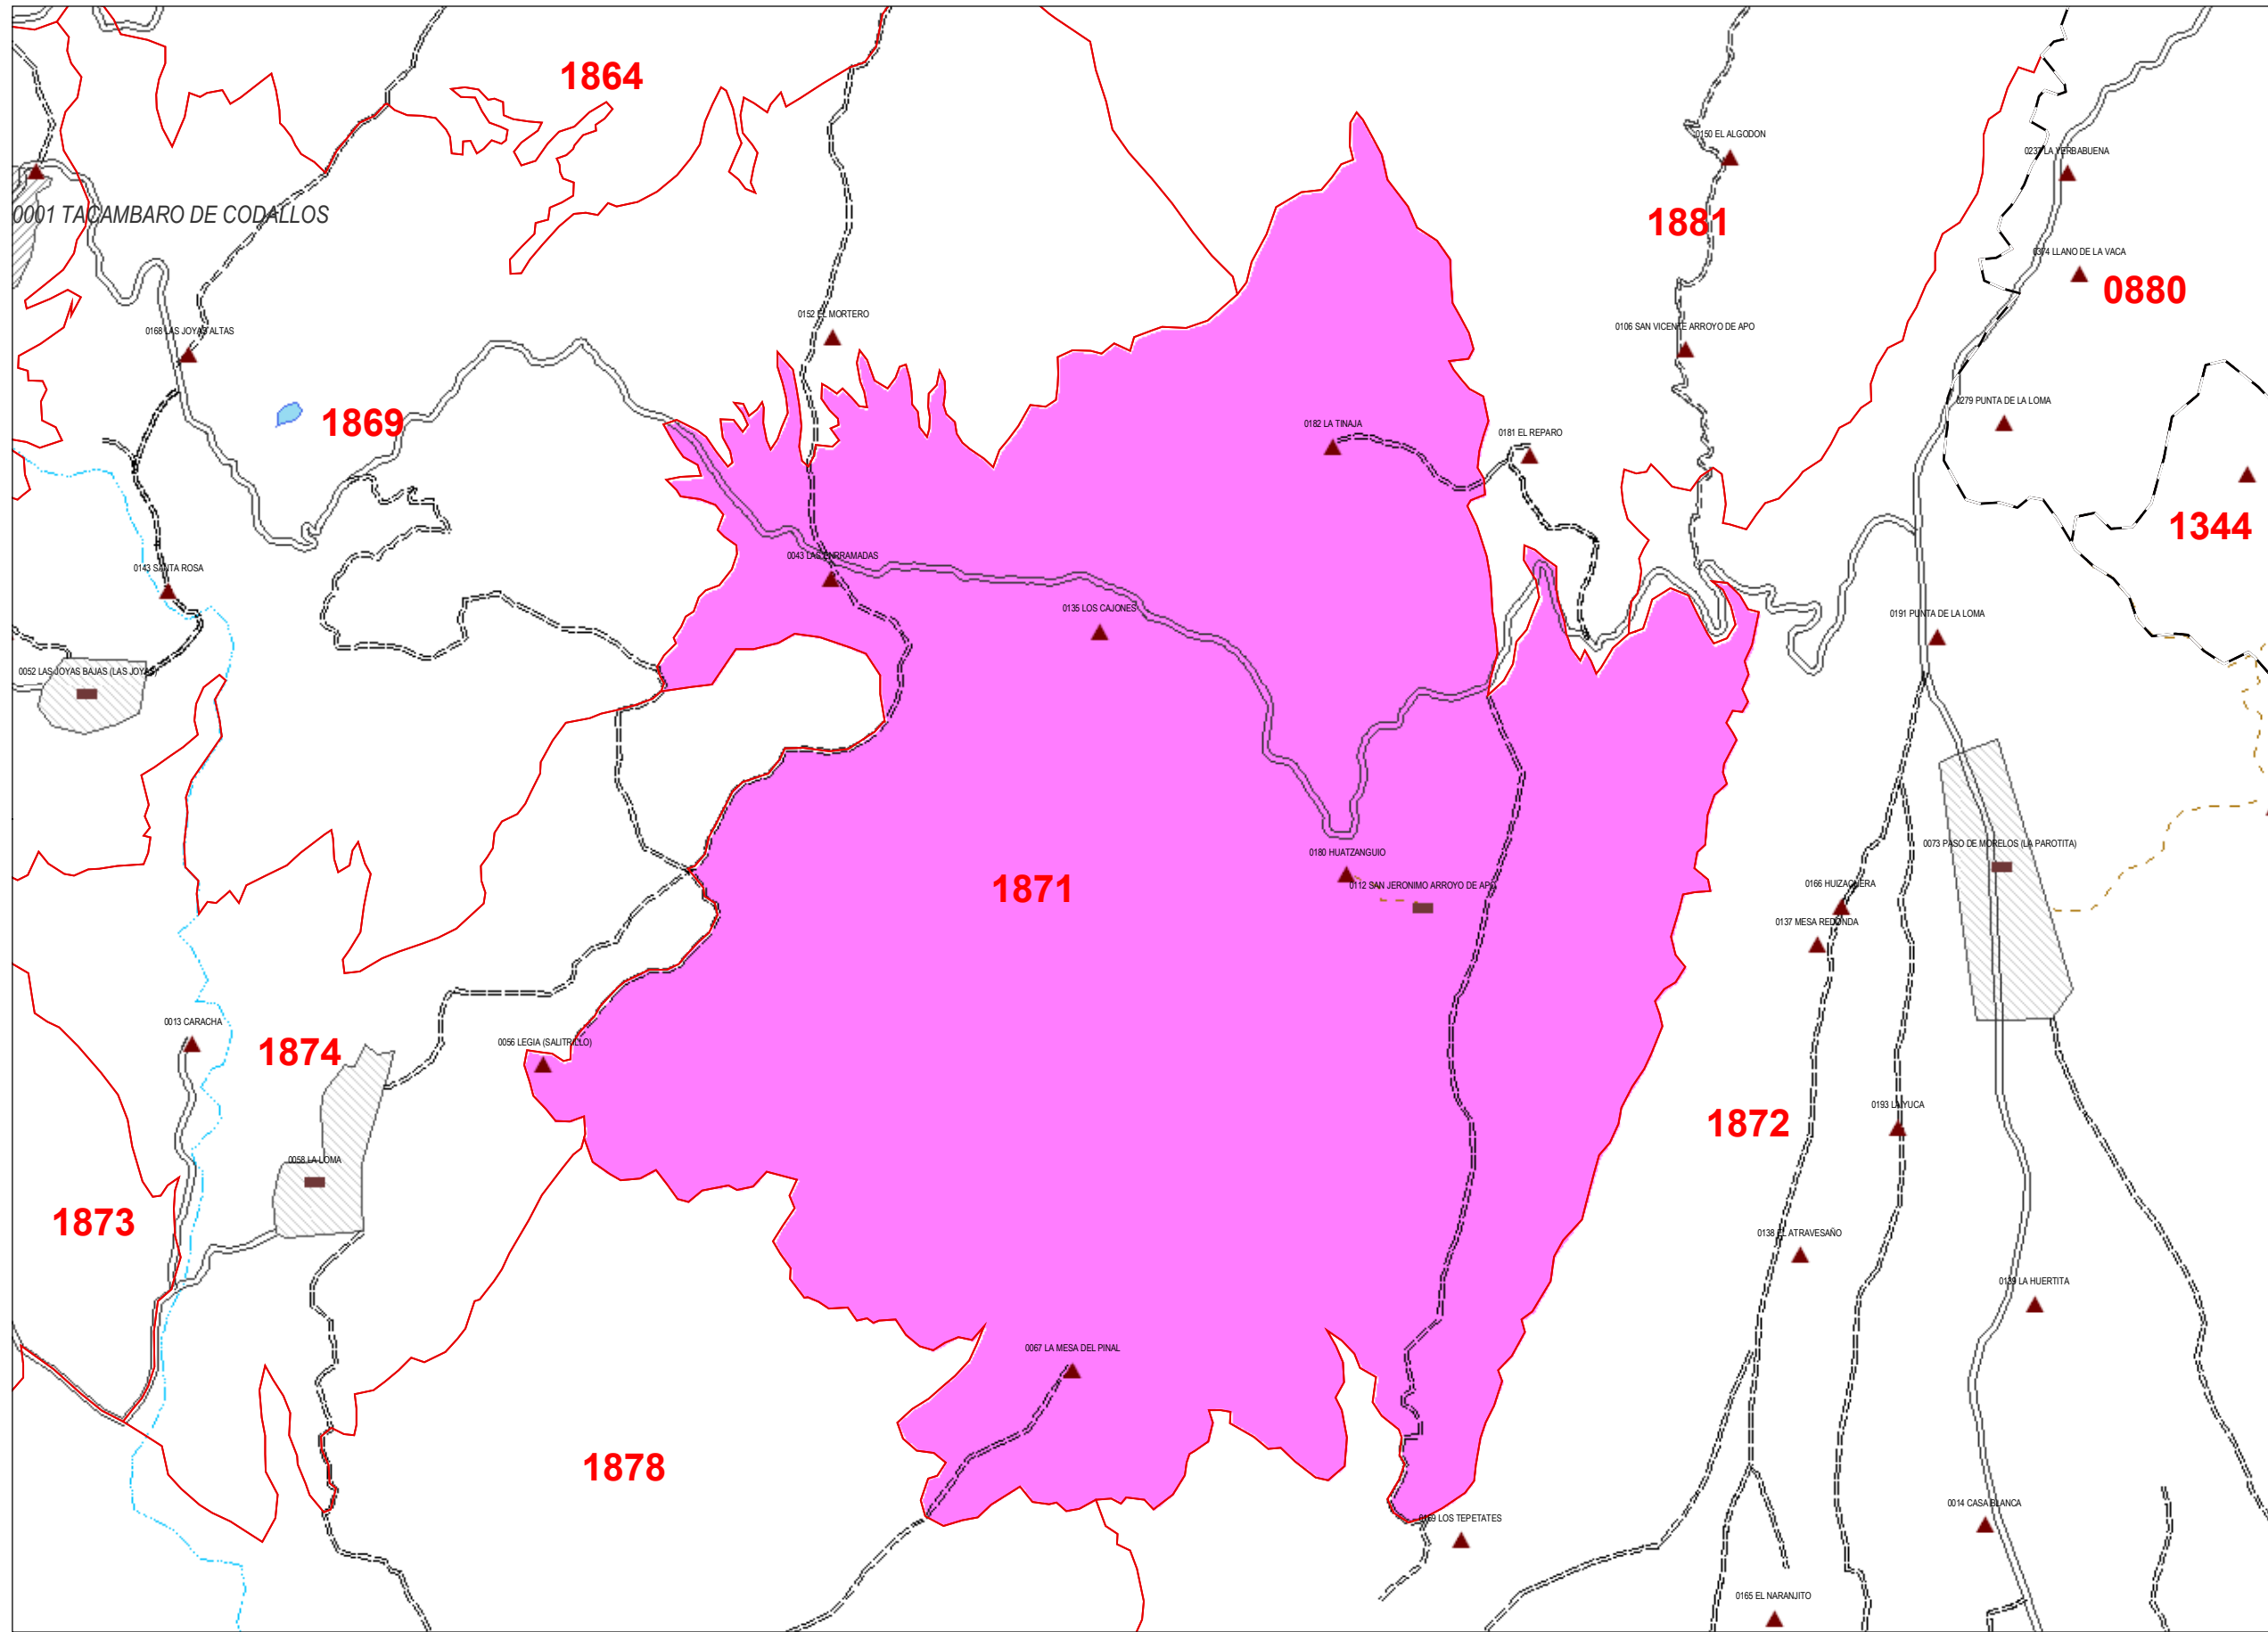 1864
0150 EL ALGODON
0237 LA YERBABUENA
0001 TACAMBARO DE CODALLOS
1881
0374 LLANO DE LA VACA
0880
0152 EL MORTERO
0168 LAS JOYAS ALTAS
0106 SAN VICENTE ARROYO DE APO
0279 PUNTA DE LA LOMA
1869
0182 LA TINAJA
0181 EL REPARO
1344
0043 LAS ENRRAMADAS
0143 SANTA ROSA
0135 LOS CAJONES
0191 PUNTA DE LA LOMA
0052 LAS JOYAS BAJAS (LAS JOYAS)
0073 PASO DE MORELOS (LA PAROTITA)
0180 HUATZANGUIO
1871
0112 SAN JERONIMO ARROYO DE APO
0166 HUIZACHERA
0137 MESA REDONDA
0013 CARACHA
0056 LEGIA (SALITRILLO)
1874
0193 LA YUCA
1872
0058 LA LOMA
1873
0138 EL ATRAVESAÑO
0139 LA HUERTITA
0067 LA MESA DEL PINAL
1878
0014 CASA BLANCA
0169 LOS TEPETATES
0165 EL NARANJITO